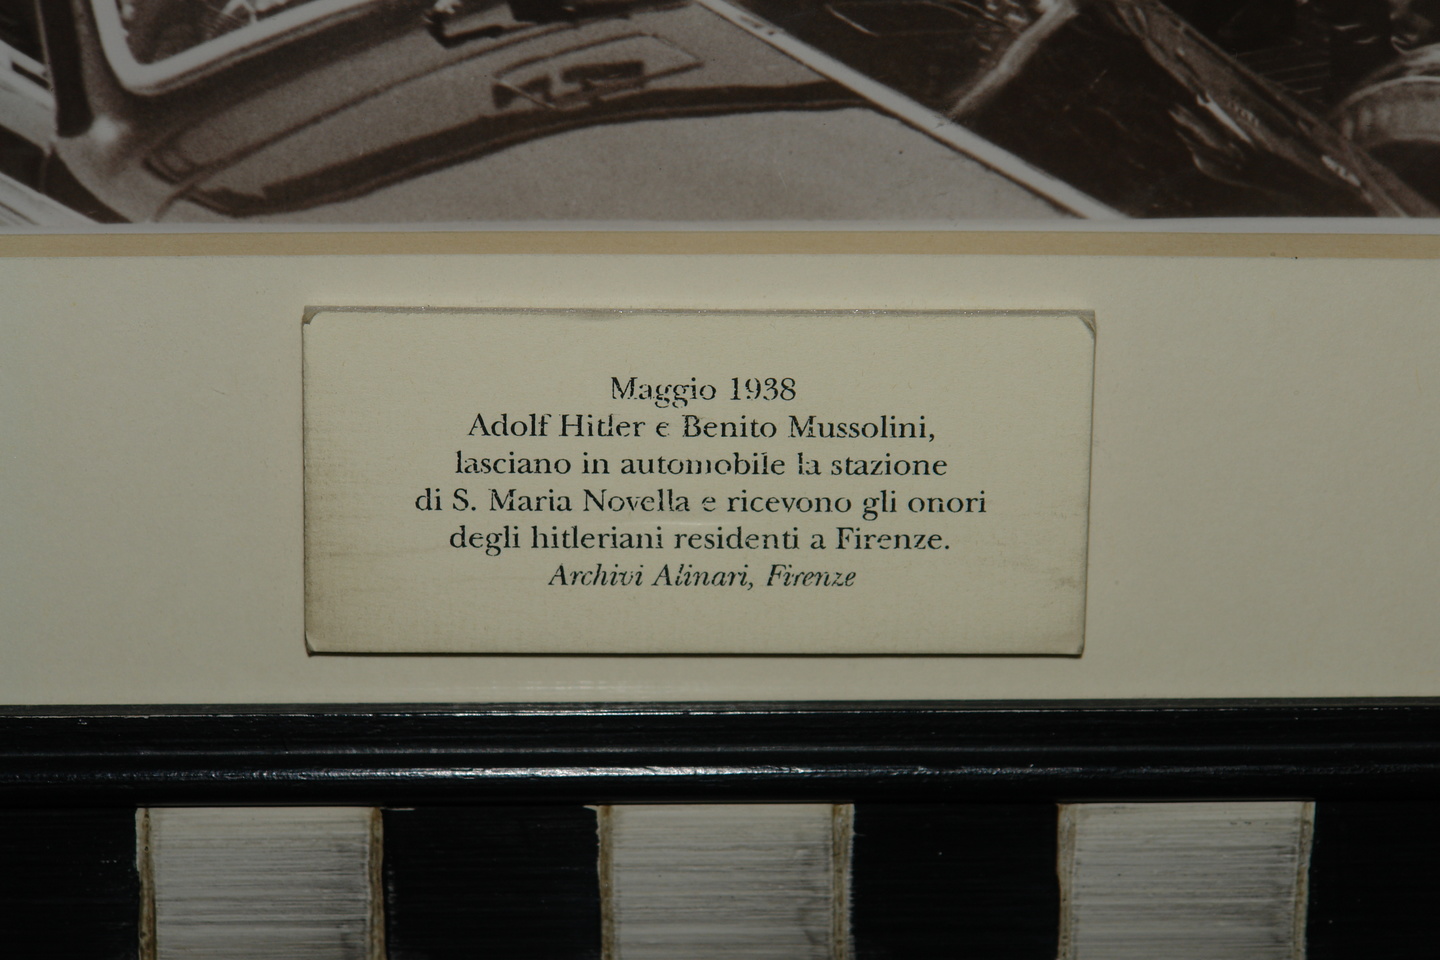 Maggio 1938
Adolf Hitler e Benito Mussolini,
lasciano in automobile la stazione
di S. Maria Novella e ricevono gli onori
degli hitleriani residenti a Firenze.
Archivi Alinari, Firenze